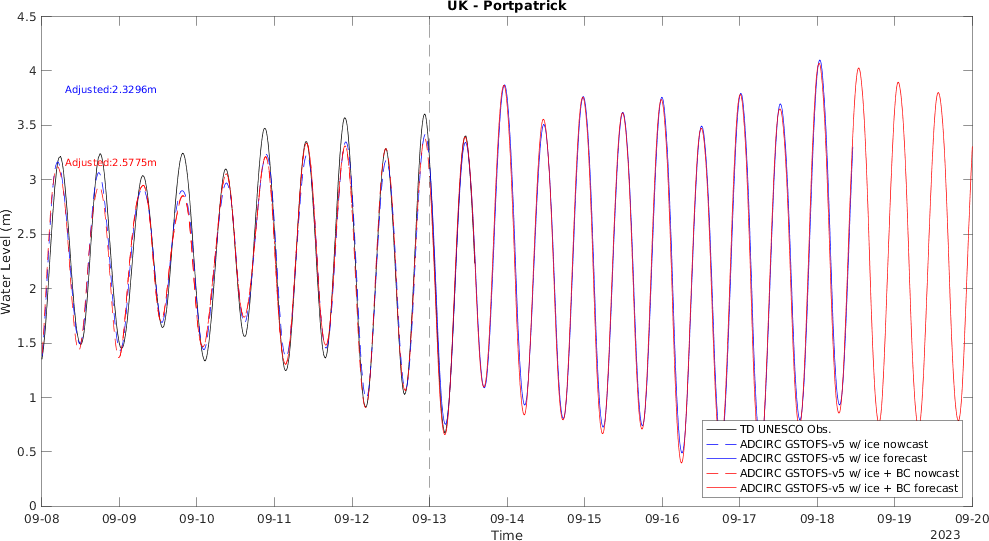 UK - Portpatrick
4.5
4
3.5
3
2.5
2
1.5
1
0.5
0
Water Level (m)
Adjusted:2.3296m
Adjusted:2.5775m
TD UNESCO Obs.
ADCIRC GSTOFS-v5 w/ ice nowcast
ADCIRC GSTOFS-v5 w/ ice forecast
ADCIRC GSTOFS-v5 w/ ice + BC nowcast
ADCIRC GSTOFS-v5 w/ ice + BC forecast
09-08 09-09 09-10 09-11 09-12 09-13 09-14 09-15 09-16 09-17 09-18 09-19 09-20
Time
2023